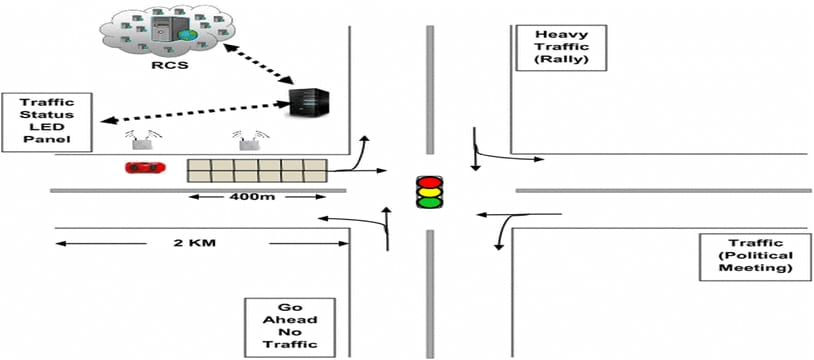 RCS
Heavy
Traffic
(Rally)
Traffic
Status
LED
Panel
400m
2 KM
Traffic
(Political
Meeting)
Go
Ahead
No
Traffic